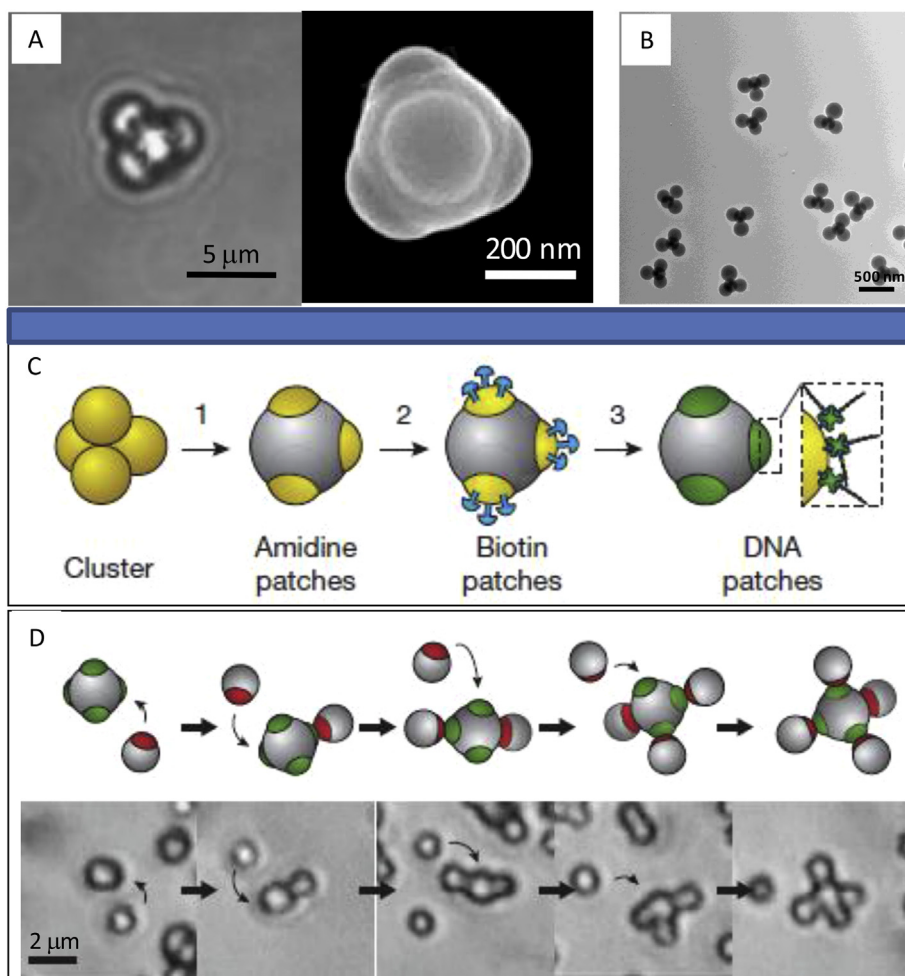 A
5 μm
200 nm
B
500 nm
C
1
2
3
Cluster
Amidine
patches
Biotin
patches
DNA
patches
D
2 μm